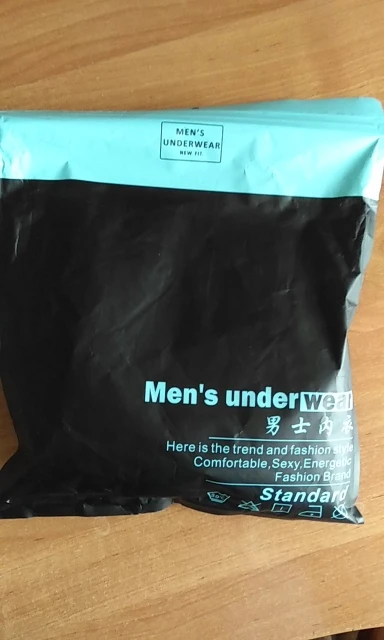 MEN'S
UNDERWEAR
NEW FIT.
Men's underwear
男士内衣
Here is the trend and fashion style
Comfortable,Sexy,Energetic
Fashion Brand
Standard